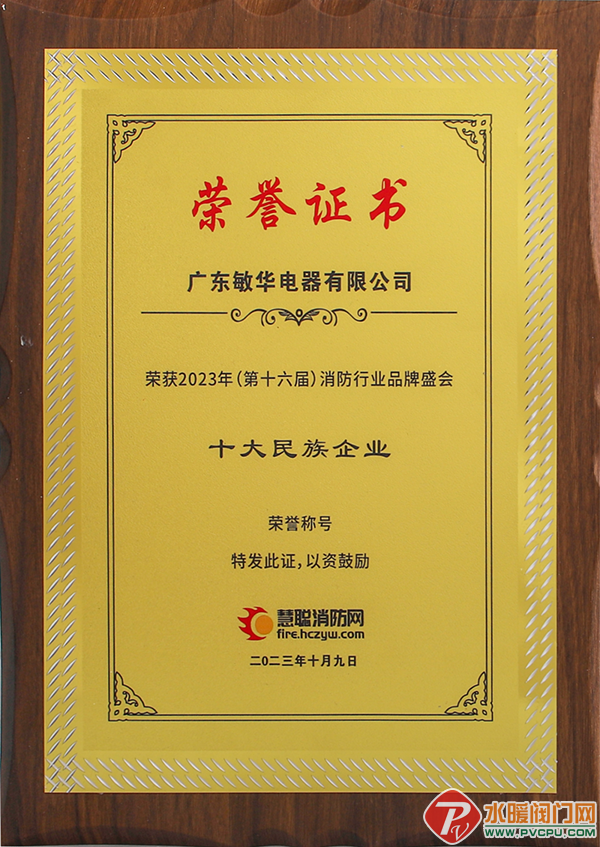 荣誉证书
广东敏华电器有限公司
荣获2023年(第十六届)消防行业品牌盛会
十大民族企业
荣誉称号
特发此证,以资鼓励
慧聪消防网
fire.hczyw.com
二〇二三年十月九日
PV
水暖阀门网
WWW.PVCPU.COM